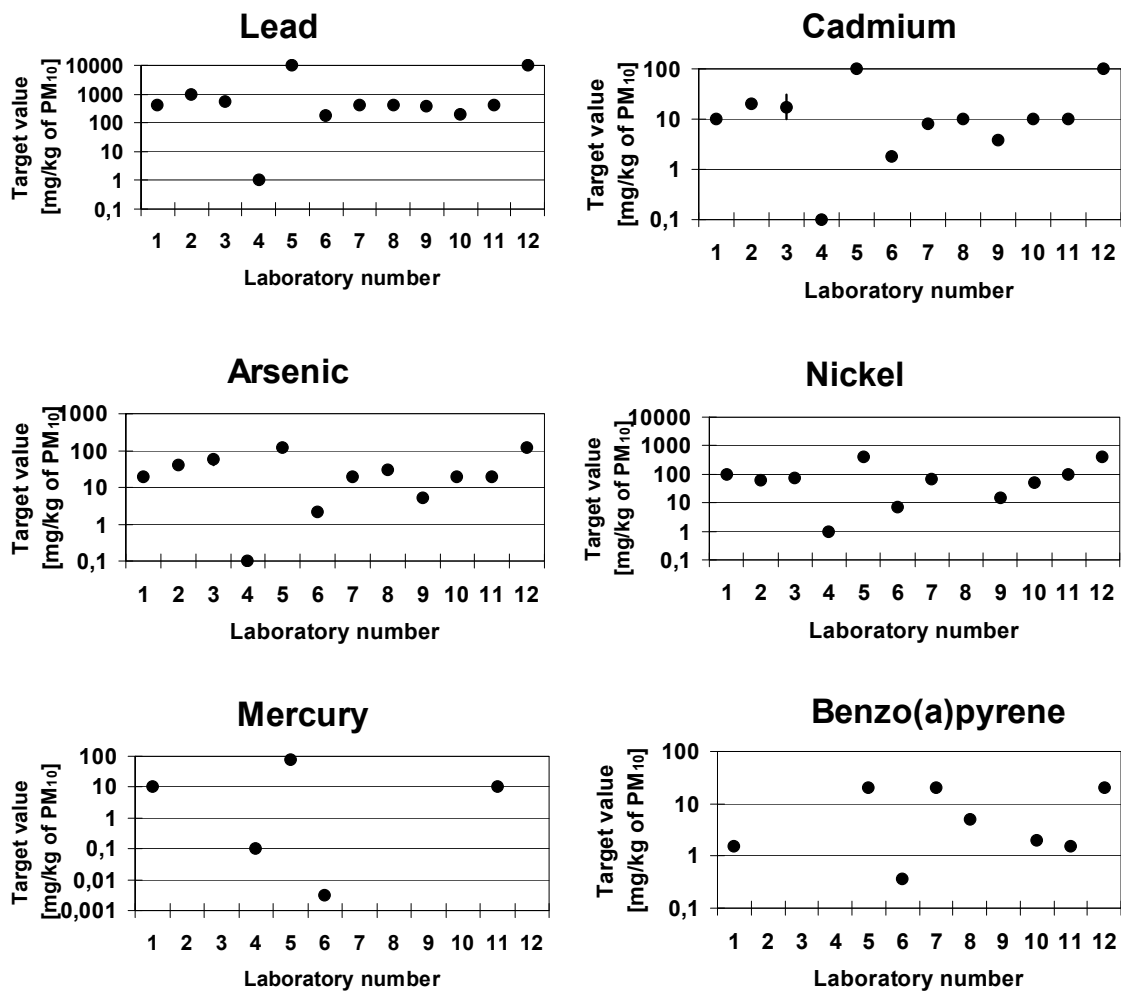 Lead
Target value
[mg/kg of PM10]
10000
1000
100
10
1
0,1
1 2 3 4 5 6 7 8 9 10 11 12
Laboratory number
Cadmium
Target value
[mg/kg of PM10]
100
10
1
0,1
1 2 3 4 5 6 7 8 9 10 11 12
Laboratory number
Arsenic
Target value
[mg/kg of PM10]
1000
100
10
1
0,1
1 2 3 4 5 6 7 8 9 10 11 12
Laboratory number
Nickel
Target value
[mg/kg of PM10]
10000
1000
100
10
1
0,1
1 2 3 4 5 6 7 8 9 10 11 12
Laboratory number
Mercury
Target value
[mg/kg of PM10]
100
10
1
0,1
0,01
0,001
1 2 3 4 5 6 7 8 9 10 11 12
Laboratory number
Benzo(a)pyrene
Target value
[mg/kg of PM10]
100
10
1
0,1
1 2 3 4 5 6 7 8 9 10 11 12
Laboratory number